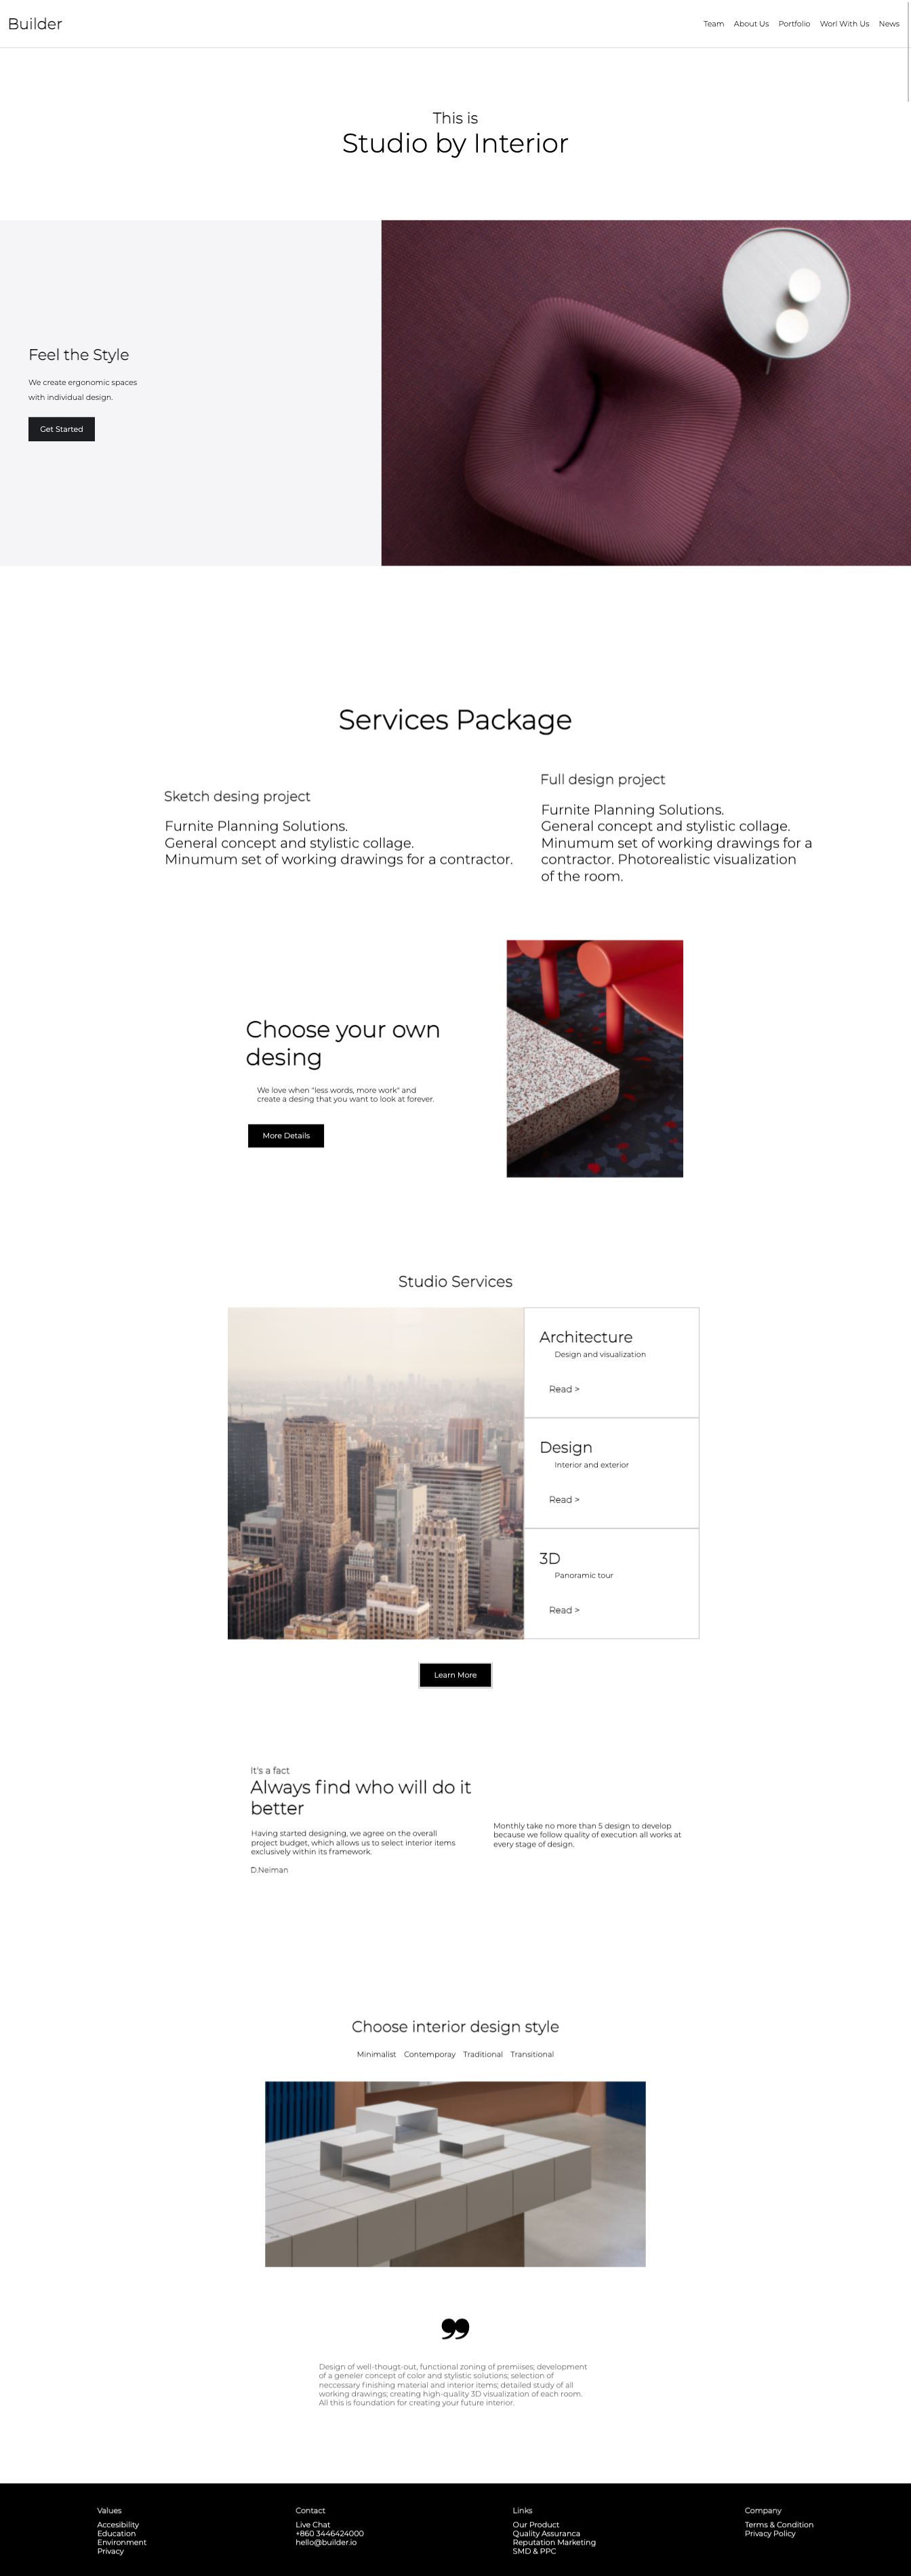 Builder
Team About Us Portfolio Worl With Us News
This is
Studio by Interior
Feel the Style
We create ergonomic spaces
with individual design.
Get Started
Services Package
Sketch desing project
Furnite Planning Solutions.
General concept and stylistic collage.
Minumum set of working drawings for a contractor.
Full design project
Furnite Planning Solutions.
General concept and stylistic collage.
Minumum set of working drawings for a
contractor. Photorealistic visualization
of the room.
Choose your own
desing
We love when "less words, more work" and
create a desing that you want to look at forever.
More Details
Studio Services
Architecture
Design and visualization
Read >
Design
Interior and exterior
Read >
3D
Panoramic tour
Read >
Learn More
It's a fact
Always find who will do it
better
Having started designing, we agree on the overall
project budget, which allows us to select interior items
exclusively within its framework.
D.Neiman
Monthly take no more than 5 design to develop
because we follow quality of execution all works at
every stage of design.
Choose interior design style
Minimalist Contemporay Traditional Transitional
Design of well-thougt-out, functional zoning of premiises; development
of a geneler concept of color and stylistic solutions; selection of
neccessary finishing material and interior items; detailed study of all
working drawings; creating high-quality 3D visualization of each room.
All this is foundation for creating your future interior.
Values
Accesibility
Education
Environment
Privacy
Contact
Live Chat
+860 3446424000
hello@builder.io
Links
Our Product
Quality Assuranca
Reputation Marketing
SMD & PPC
Company
Terms & Condition
Privacy Policy